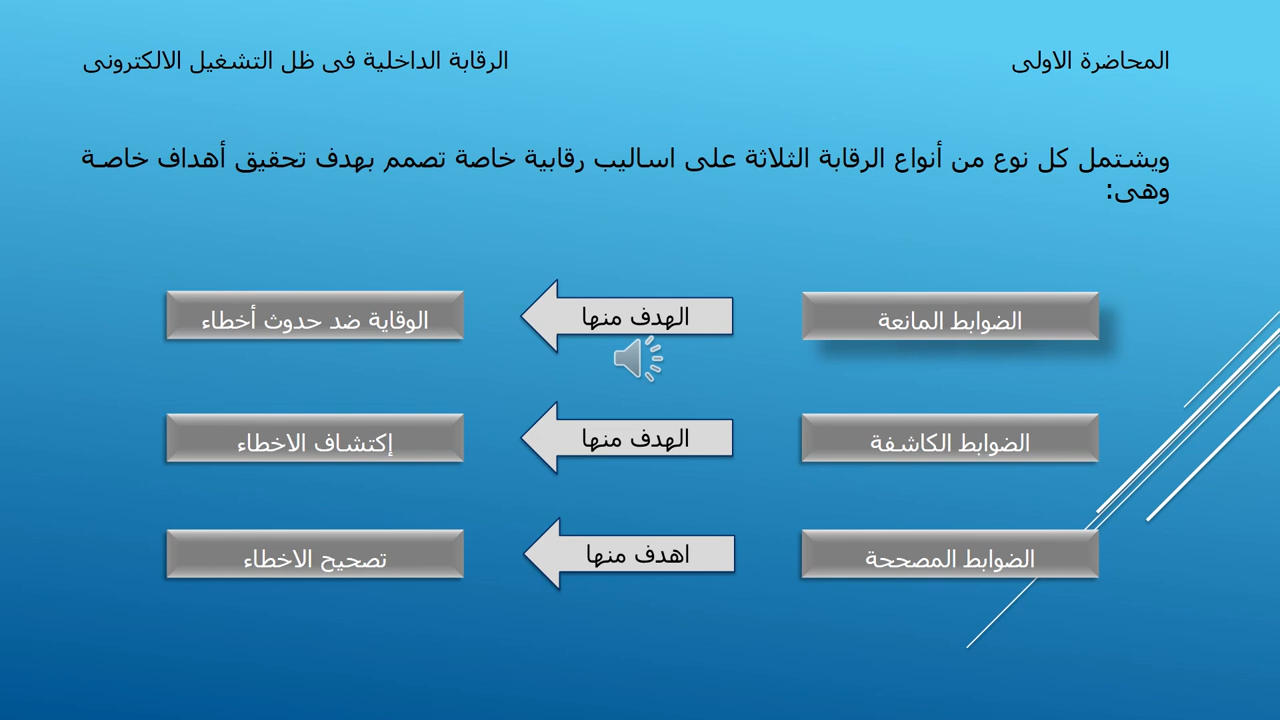 المحاضرة الاولى
الرقابة الداخلية فى ظل التشغيل الالكترونى
ويشتمل كل نوع من أنواع الرقابة الثلاثة على اساليب رقابية خاصة تصمم بهدف تحقيق أهداف خاصة
وهى:
الضوابط المانعة
الهدف منها
الوقاية ضد حدوث أخطاء
الضوابط الكاشفة
الهدف منها
إكتشاف الاخطاء
الضوابط المصححة
اهدف منها
تصحيح الاخطاء